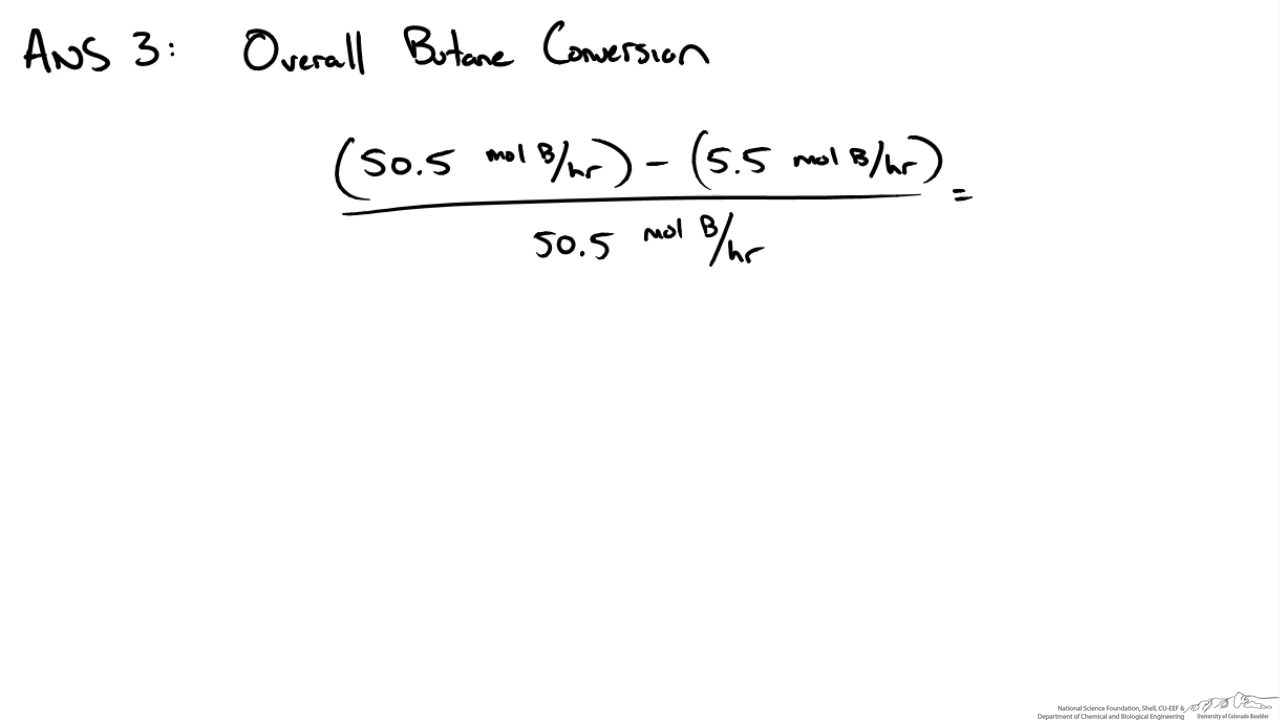 ANS 3: Overall Butane Conversion
(50.5 mol B/hr) - (5.5 mol B/hr) =
50.5 mol B/hr
National Science Foundation, Shell, CU-EEF &
Department of Chemical and Biological Engineering
University of Colorado Boulder